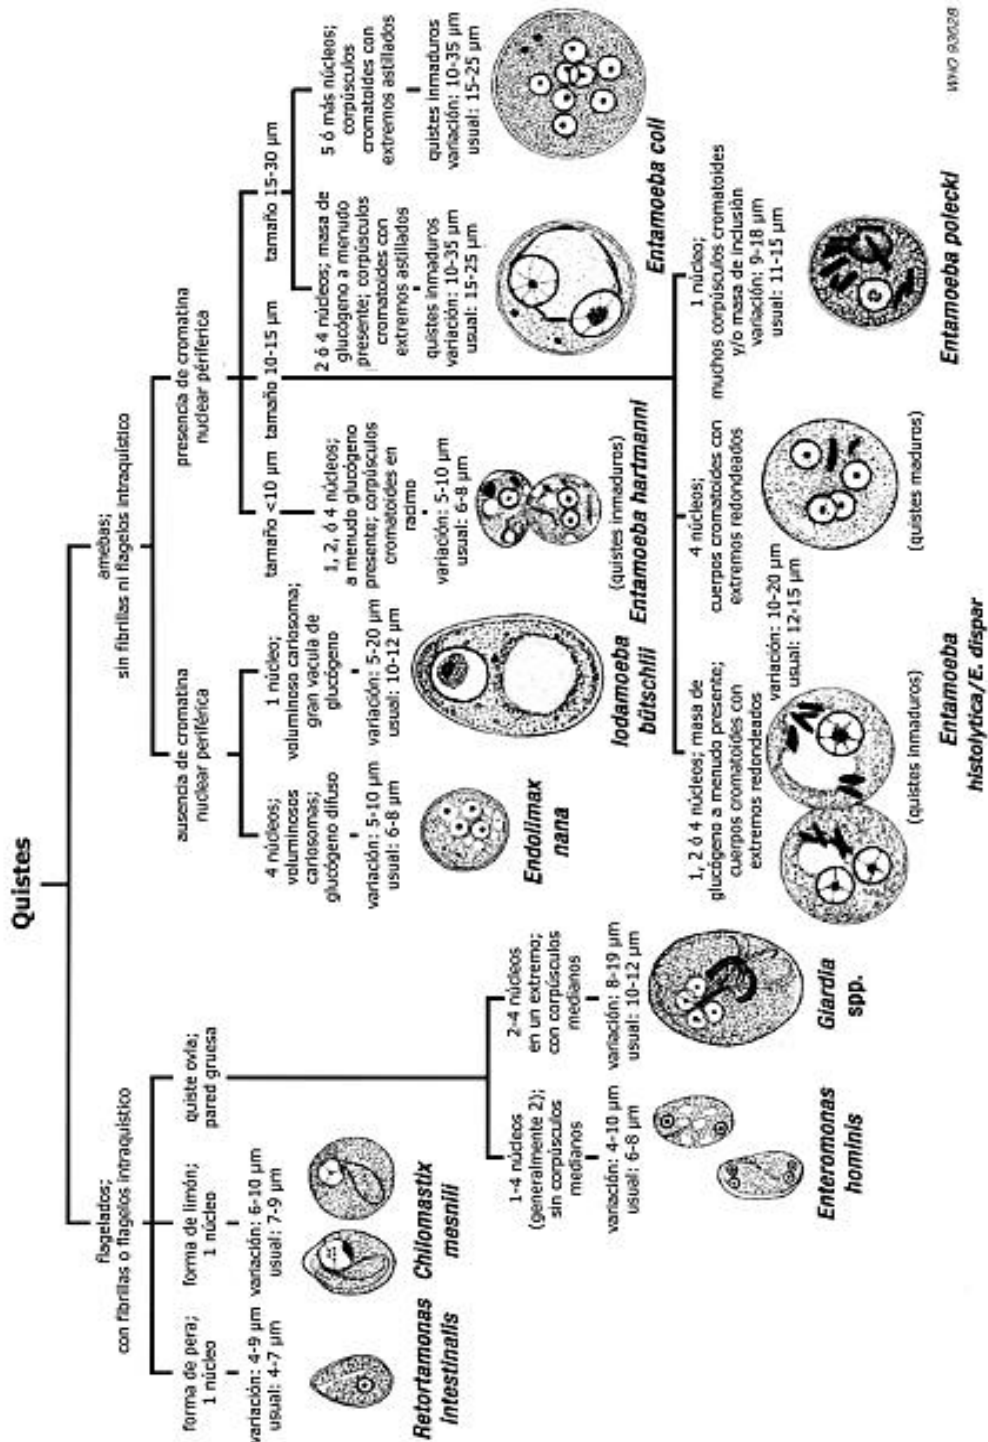 Quistes
flagelados;
con fibrillas o flagelos intraquístico
forma de pera;
1 núcleo
variación: 4-9 µm
usual: 4-7 µm
Retortamonas
intestinalis
forma de limón;
1 núcleo
variación: 6-10 µm
usual: 7-9 µm
Chilomastix
mesnili
quiste ovla;
pared gruesa
1-4 núcleos
(generalmente 2);
sin corpúsculos
medianos
variación: 4-10 µm
usual: 6-8 µm
Enteromonas
hominis
2-4 núcleos
en un extremo;
con corpúsculos
medianos
variación: 8-19 µm
usual: 10-12 µm
Giardia
spp.
amebas;
sin fibrillas ni flagelos intraquístico
ausencia de cromatina
nuclear periférica
4 núcleos;
voluminosos
cariosomas;
glucógeno difuso
variación: 5-10 µm
usual: 6-8 µm
Endolimax
nana
1 núcleo;
voluminoso cariosoma;
gran vacula de
glucógeno
variación: 5-20 µm
usual: 10-12 µm
Iodamoeba
bütschlii
presencia de cromatina
nuclear périferica
tamaño <10 µm
1, 2, ó 4 núcleos;
a menudo glucógeno
presente; corpúsculos
cromatoides en
racimo
variación: 5-10 µm
usual: 6-8 µm
(quistes inmaduros)
Entamoeba hartmanni
tamaño 10-15 µm
1, 2 ó 4 núcleos; masa de
glucógeno a menudo presente;
cuerpos cromatoides con
extremos redondeados
(quistes inmaduros)
variación: 10-20 µm
usual: 12-15 µm
4 núcleos;
cuerpos cromatoides con
extremos redondeados
(quistes maduros)
Entamoeba
histolytica/E. dispar
1 núcleo;
muchos corpúsculos cromatoides
y/o masa de inclusión
variación: 9-18 µm
usual: 11-15 µm
Entamoeba polecki
tamaño 15-30 µm
2 ó 4 núcleos; masa de
glucógeno a menudo
presente; corpúsculos
cromatoides con
extremos astillados
quistes inmaduros
variación: 10-35 µm
usual: 15-25 µm
5 ó más núcleos;
corpúsculos
cromatoides con
extremos astillados
quistes inmaduros
variación: 10-35 µm
usual: 15-25 µm
Entamoeba coli
WHO 93028